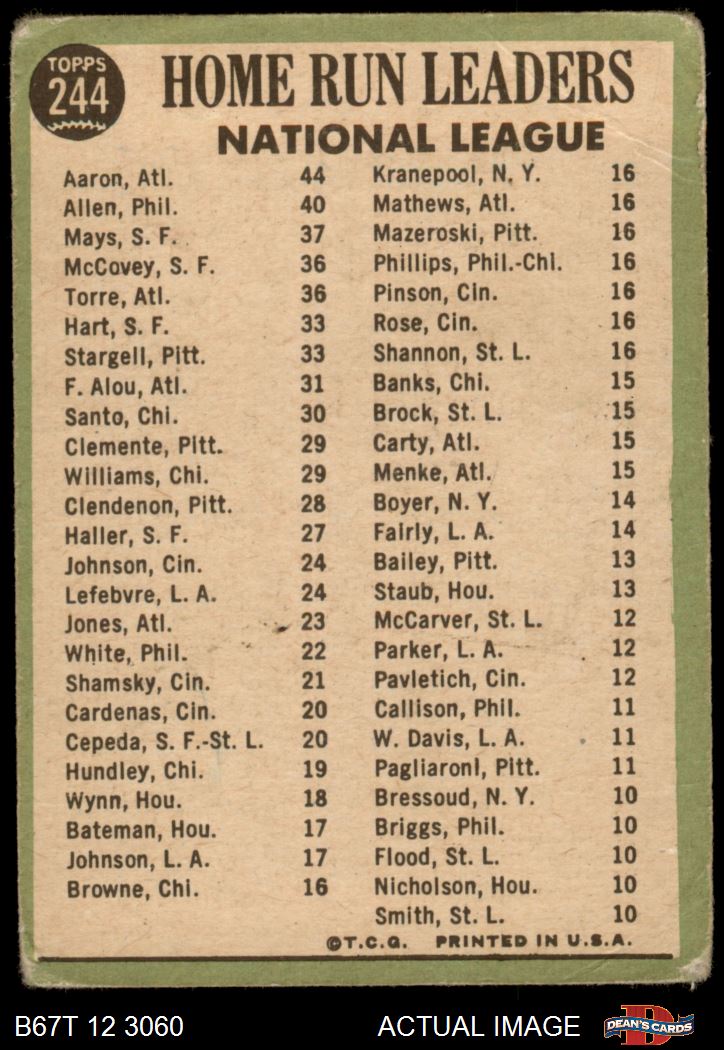 TOPPS
244
HOME RUN LEADERS
NATIONAL LEAGUE
Aaron, Atl. 44
Allen, Phil. 40
Mays, S. F. 37
McCovey, S. F. 36
Torre, Atl. 36
Hart, S. F. 33
Stargell, Pitt. 33
F. Alou, Atl. 31
Santo, Chi. 30
Clemente, Pitt. 29
Williams, Chi. 29
Clendenon, Pitt. 28
Haller, S. F. 27
Johnson, Cin. 24
Lefebvre, L. A. 24
Jones, Atl. 23
White, Phil. 22
Shamsky, Cin. 21
Cardenas, Cin. 20
Cepeda, S. F.-St. L. 20
Hundley, Chi. 19
Wynn, Hou. 18
Bateman, Hou. 17
Johnson, L. A. 17
Browne, Chi. 16
Kranepool, N. Y. 16
Mathews, Atl. 16
Mazeroski, Pitt. 16
Phillips, Phil.-Chi. 16
Pinson, Cin. 16
Rose, Cin. 16
Shannon, St. L. 16
Banks, Chi. 15
Brock, St. L. 15
Carty, Atl. 15
Menke, Atl. 15
Boyer, N. Y. 14
Fairly, L. A. 14
Bailey, Pitt. 13
Staub, Hou. 13
McCarver, St. L. 12
Parker, L. A. 12
Pavletich, Cin. 12
Callison, Phil. 11
W. Davis, L. A. 11
Pagliaroni, Pitt. 11
Bressoud, N. Y. 10
Briggs, Phil. 10
Flood, St. L. 10
Nicholson, Hou. 10
Smith, St. L. 10
©T.C.G. PRINTED IN U.S.A.
B67T 12 3060 ACTUAL IMAGE D DEAN'S CARDS